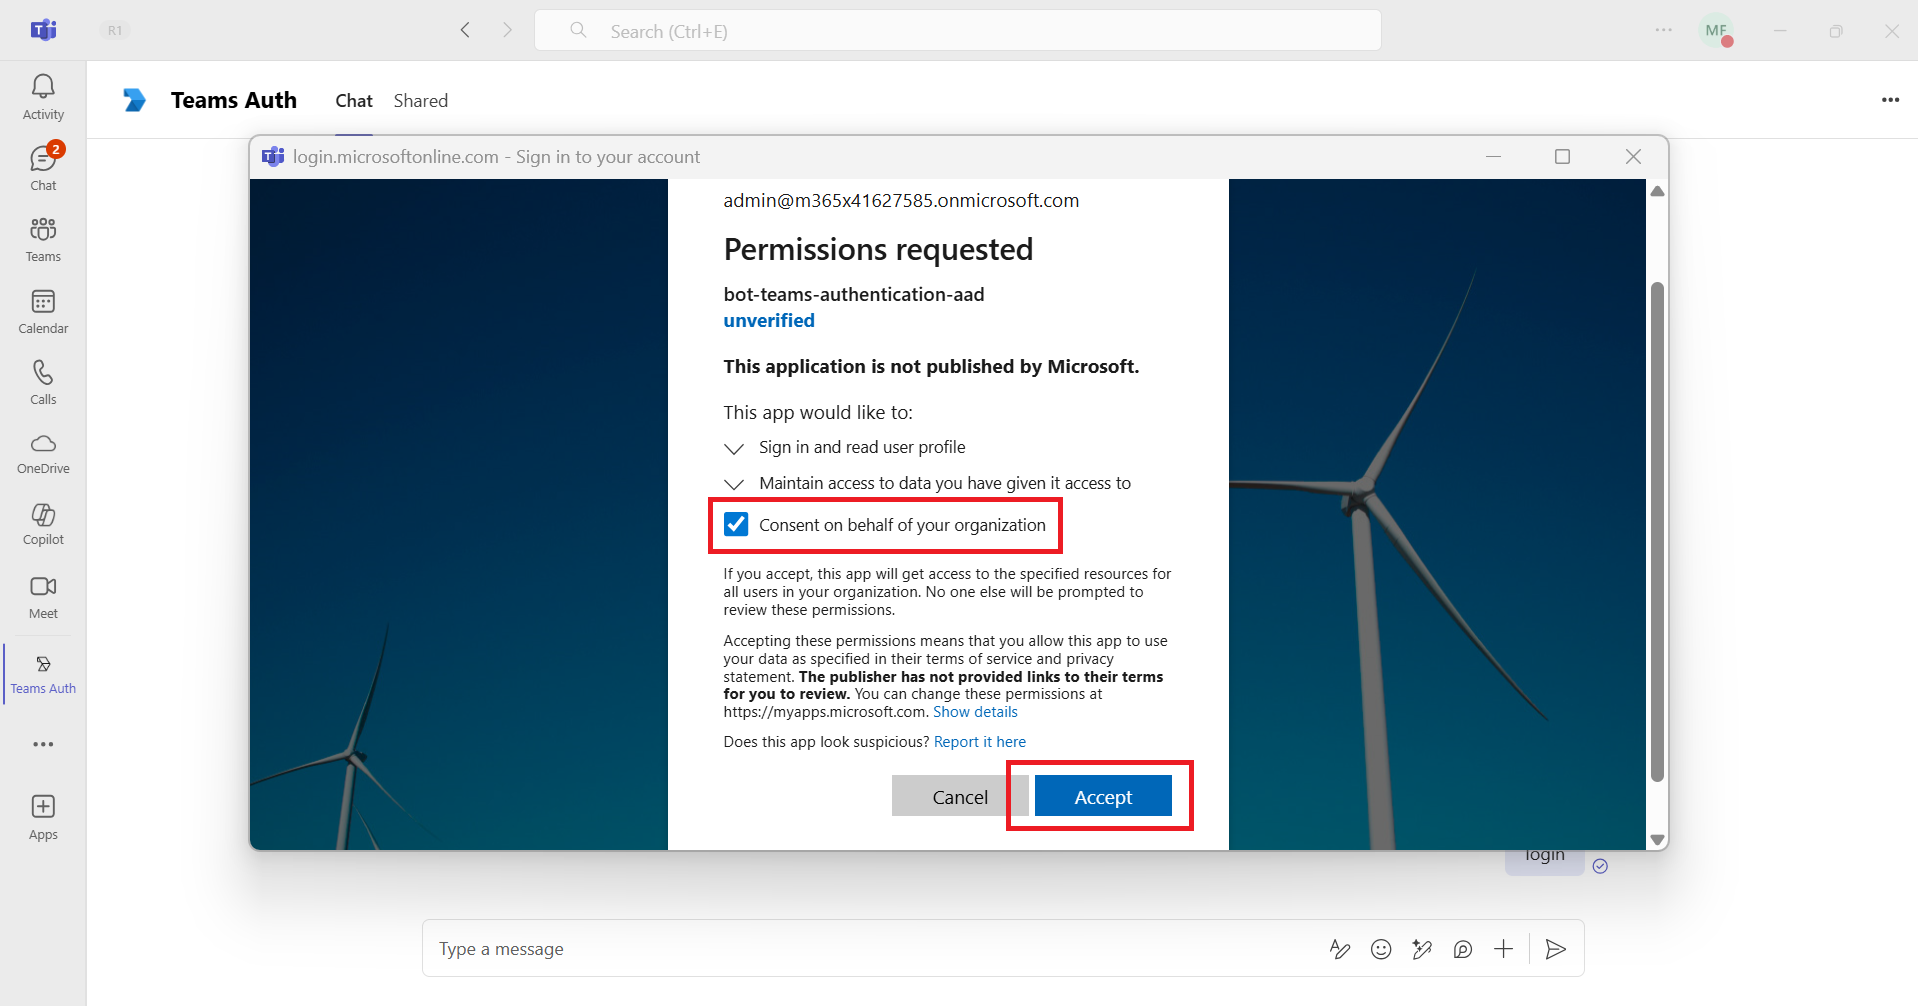 R1
Search (Ctrl+E)
MF
Activity
2
Chat
Teams
Calendar
Calls
OneDrive
Copilot
Meet
Teams Auth
Apps
Teams Auth
Chat
Shared
login.microsoftonline.com - Sign in to your account
admin@m365x41627585.onmicrosoft.com
Permissions requested
bot-teams-authentication-aad
unverified
This application is not published by Microsoft.
This app would like to:
Sign in and read user profile
Maintain access to data you have given it access to
Consent on behalf of your organization
If you accept, this app will get access to the specified resources for
all users in your organization. No one else will be prompted to
review these permissions.
Accepting these permissions means that you allow this app to use
your data as specified in their terms of service and privacy
statement. The publisher has not provided links to their terms
for you to review. You can change these permissions at
https://myapps.microsoft.com. Show details
Does this app look suspicious? Report it here
Cancel
Accept
login
Type a message